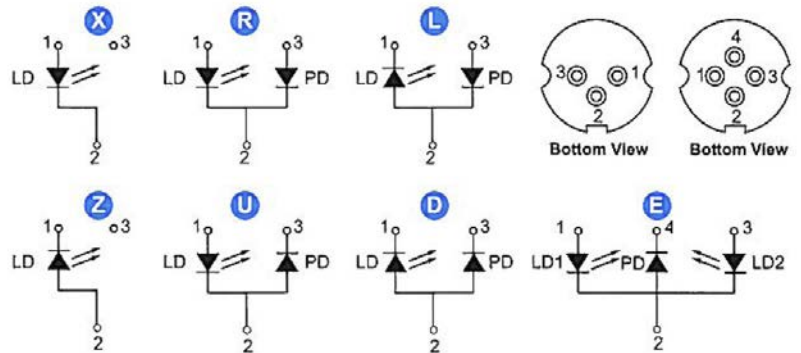 X R L
1 3 1 3 1 3 4
LD LD PD LD PD 3 1 1 3
2 2
2 2 2 Bottom View Bottom View
Z U D E
1 3 1 3 1 3 1 4 3
LD LD PD LD PD LD1 PD LD2
2 2 2 2